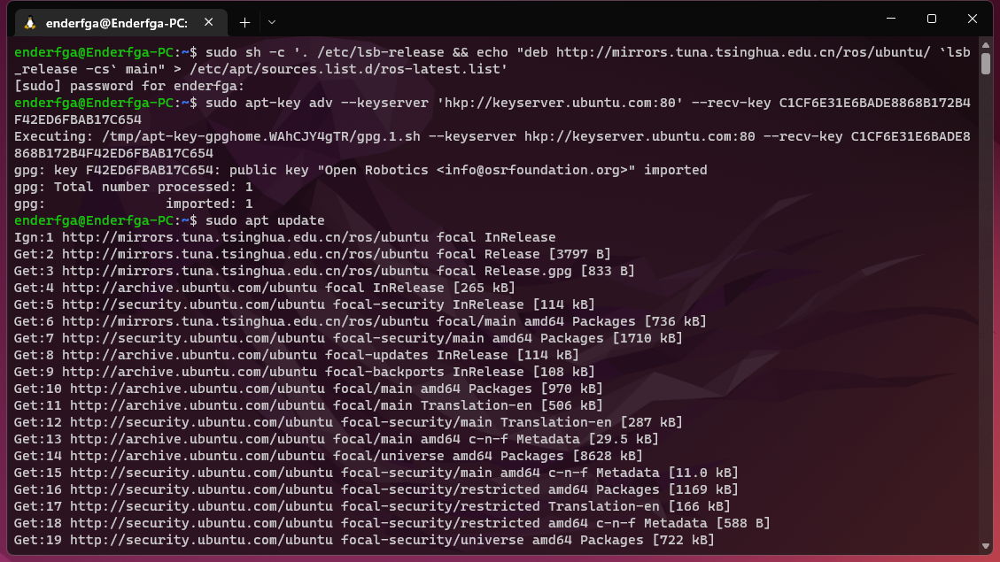 enderfga@Enderfga-PC:
enderfga@Enderfga-PC:~$ sudo sh -c '. /etc/lsb-release && echo "deb http://mirrors.tuna.tsinghua.edu.cn/ros/ubuntu/ `lsb
_release -cs` main" > /etc/apt/sources.list.d/ros-latest.list'
[sudo] password for enderfga:
enderfga@Enderfga-PC:~$ sudo apt-key adv --keyserver 'hkp://keyserver.ubuntu.com:80' --recv-key C1CF6E31E6BADE8868B172B4
F42ED6FBAB17C654
Executing: /tmp/apt-key-gpghome.WAhCJY4gTR/gpg.1.sh --keyserver hkp://keyserver.ubuntu.com:80 --recv-key C1CF6E31E6BADE8
868B172B4F42ED6FBAB17C654
gpg: key F42ED6FBAB17C654: public key "Open Robotics <info@osrfoundation.org>" imported
gpg: Total number processed: 1
gpg:               imported: 1
enderfga@Enderfga-PC:~$ sudo apt update
Ign:1 http://mirrors.tuna.tsinghua.edu.cn/ros/ubuntu focal InRelease
Get:2 http://mirrors.tuna.tsinghua.edu.cn/ros/ubuntu focal Release [3797 B]
Get:3 http://mirrors.tuna.tsinghua.edu.cn/ros/ubuntu focal Release.gpg [833 B]
Get:4 http://archive.ubuntu.com/ubuntu focal InRelease [265 kB]
Get:5 http://security.ubuntu.com/ubuntu focal-security InRelease [114 kB]
Get:6 http://mirrors.tuna.tsinghua.edu.cn/ros/ubuntu focal/main amd64 Packages [736 kB]
Get:7 http://security.ubuntu.com/ubuntu focal-security/main amd64 Packages [1710 kB]
Get:8 http://archive.ubuntu.com/ubuntu focal-updates InRelease [114 kB]
Get:9 http://archive.ubuntu.com/ubuntu focal-backports InRelease [108 kB]
Get:10 http://archive.ubuntu.com/ubuntu focal/main amd64 Packages [970 kB]
Get:11 http://archive.ubuntu.com/ubuntu focal/main Translation-en [506 kB]
Get:12 http://security.ubuntu.com/ubuntu focal-security/main Translation-en [287 kB]
Get:13 http://archive.ubuntu.com/ubuntu focal/main amd64 c-n-f Metadata [29.5 kB]
Get:14 http://archive.ubuntu.com/ubuntu focal/universe amd64 Packages [8628 kB]
Get:15 http://security.ubuntu.com/ubuntu focal-security/main amd64 c-n-f Metadata [11.0 kB]
Get:16 http://security.ubuntu.com/ubuntu focal-security/restricted amd64 Packages [1169 kB]
Get:17 http://security.ubuntu.com/ubuntu focal-security/restricted Translation-en [166 kB]
Get:18 http://security.ubuntu.com/ubuntu focal-security/restricted amd64 c-n-f Metadata [588 B]
Get:19 http://security.ubuntu.com/ubuntu focal-security/universe amd64 Packages [722 kB]